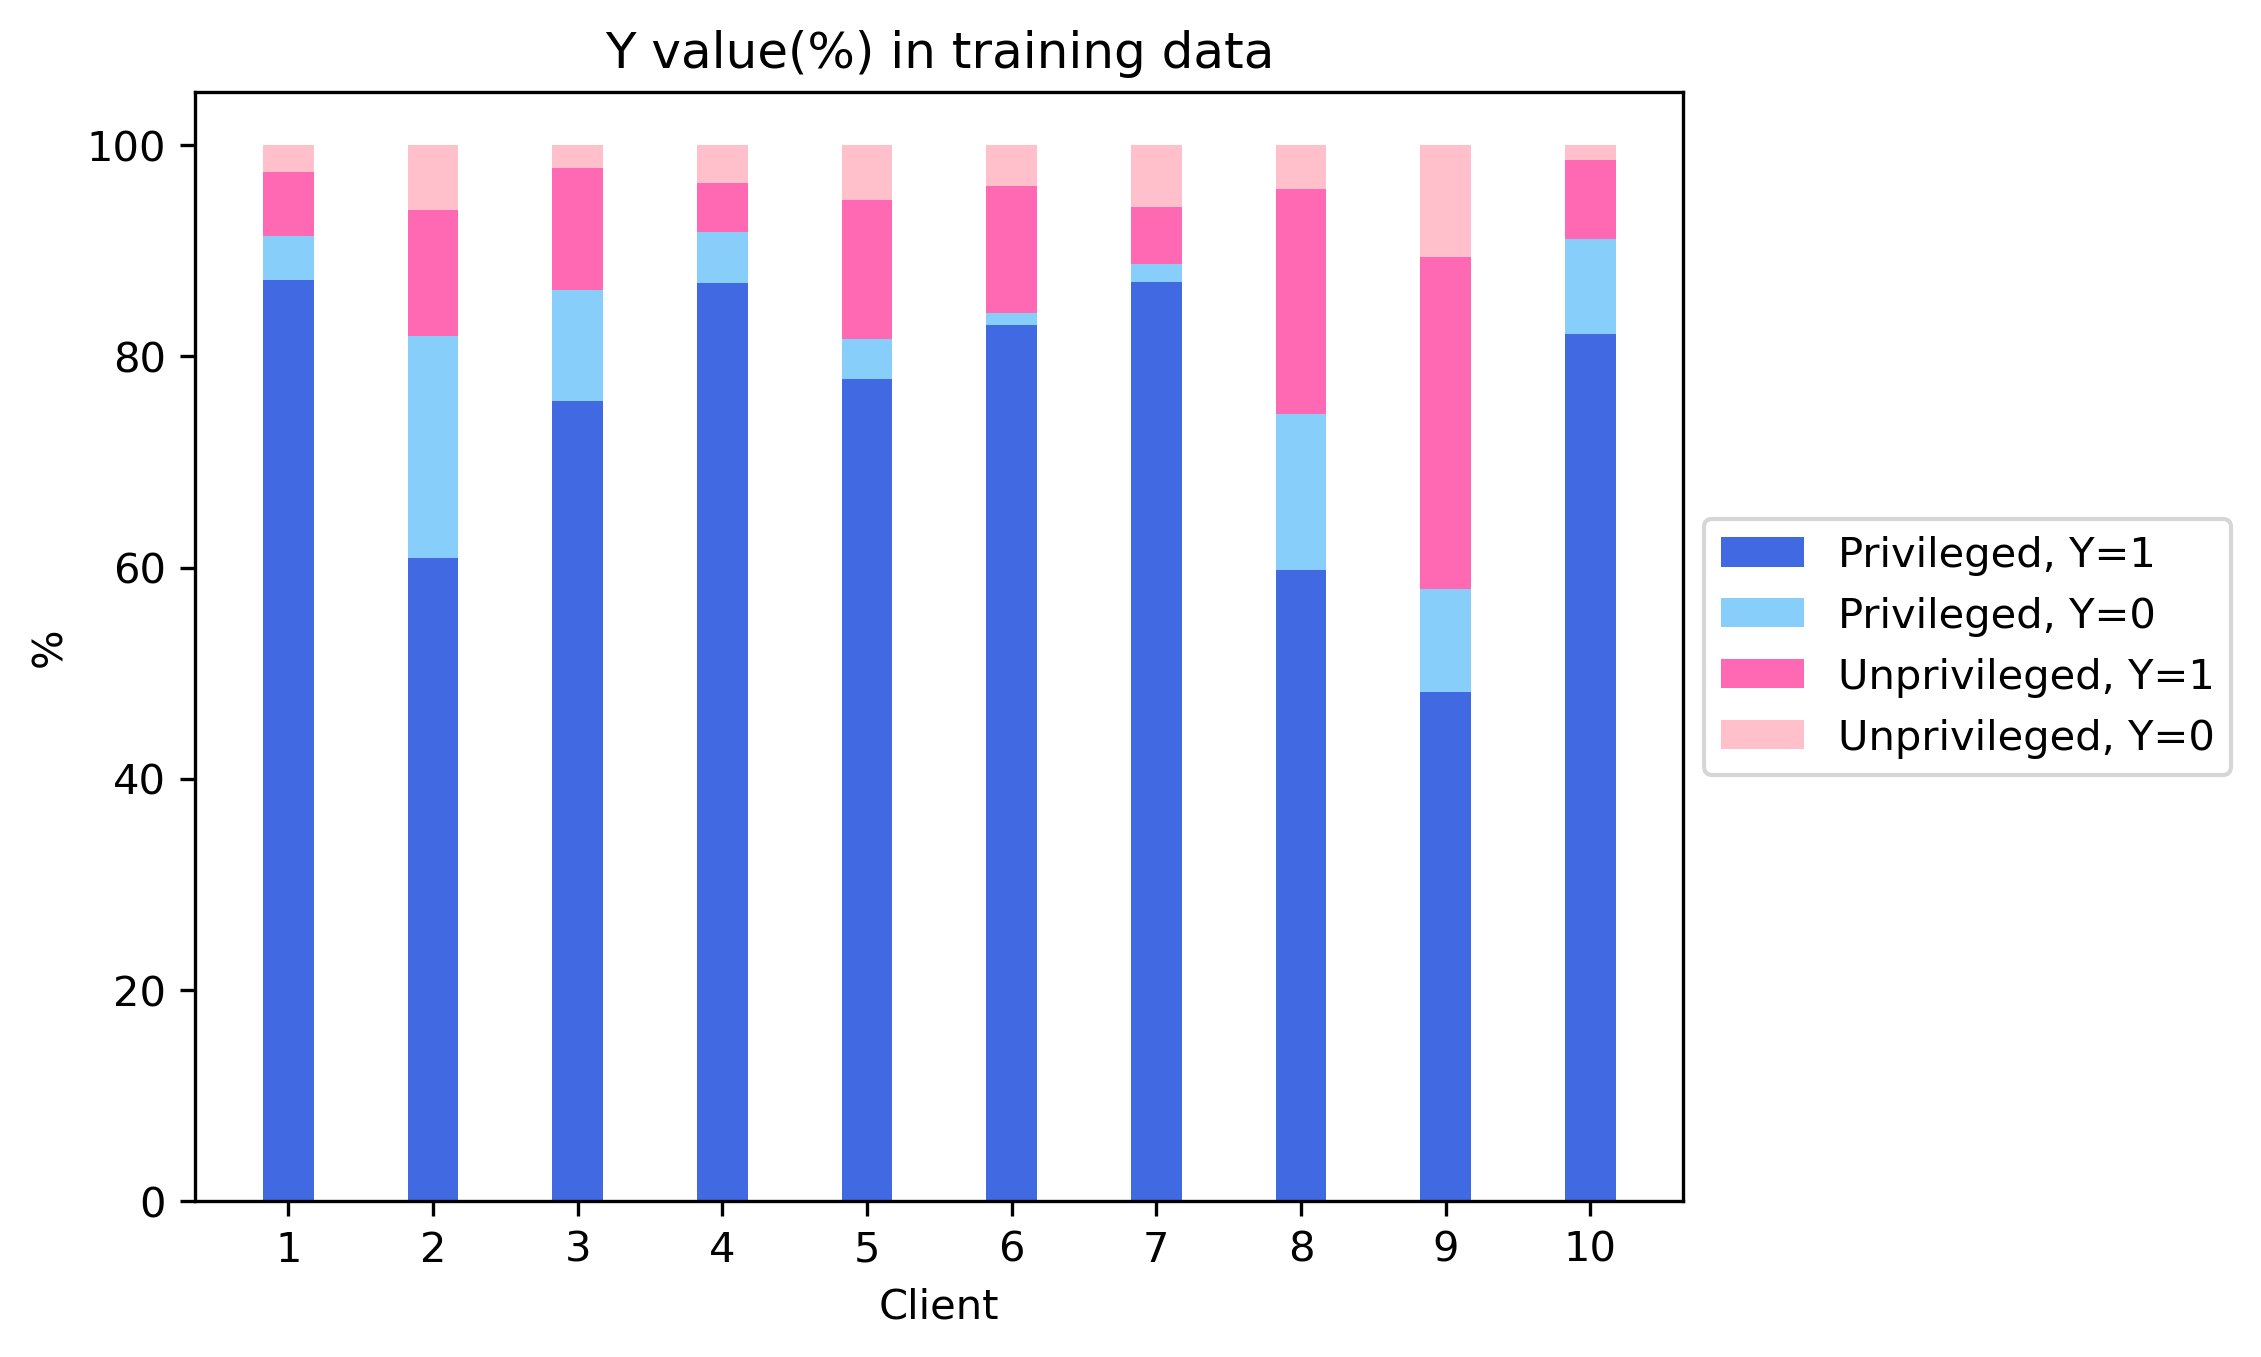 Y value(%) in training data
100
80
60
40
20
0
%
1 2 3 4 5 6 7 8 9 10
Client
Privileged, Y=1
Privileged, Y=0
Unprivileged, Y=1
Unprivileged, Y=0